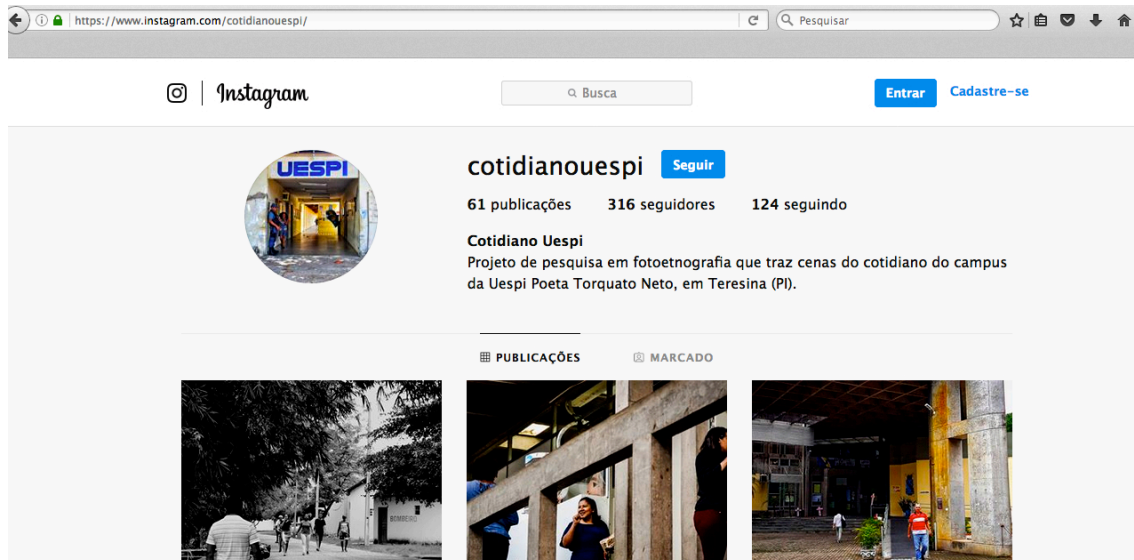 https://www.instagram.com/cotidianouespi/
Pesquisar
Instagram
Busca
Entrar
Cadastre-se
UESPI
cotidianouespi
Seguir
61 publicações 316 seguidores 124 seguindo
Cotidiano Uespi
Projeto de pesquisa em fotoetnografia que traz cenas do cotidiano do campus
da Uespi Poeta Torquato Neto, em Teresina (PI).
PUBLICAÇÕES
MARCADO
BOMBEIRO